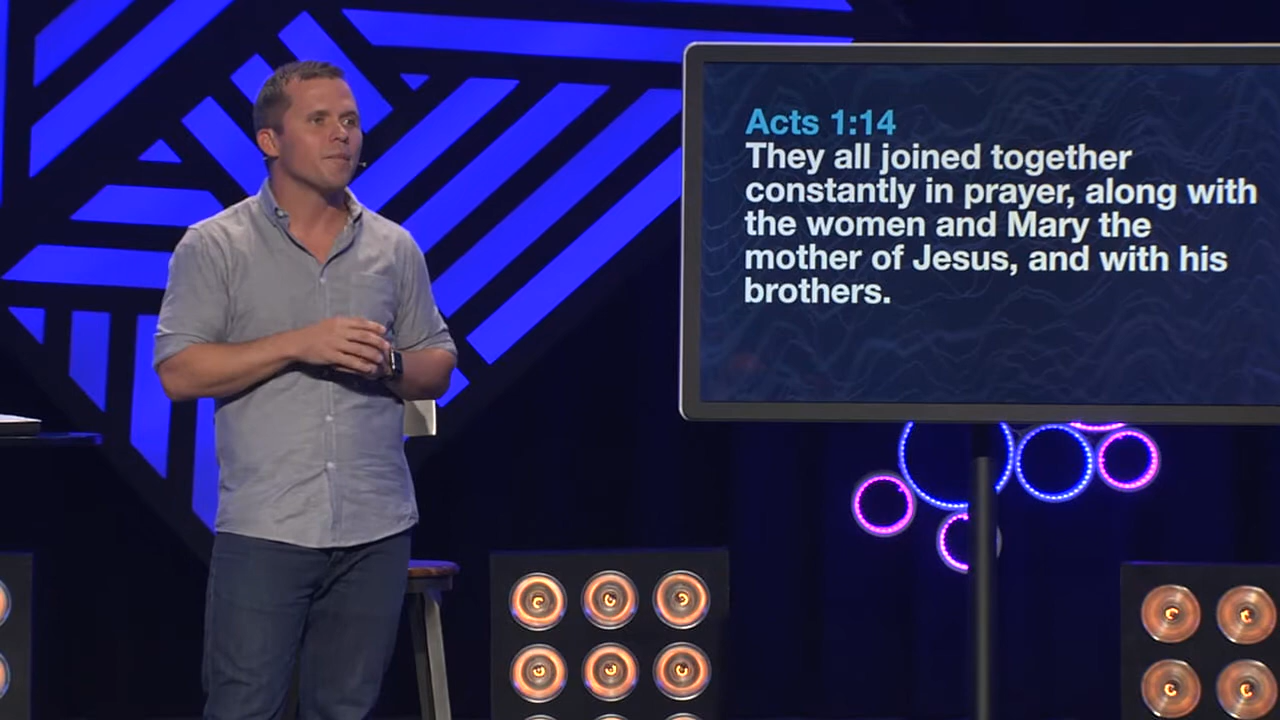 Acts 1:14
They all joined together
constantly in prayer, along with
the women and Mary the
mother of Jesus, and with his
brothers.